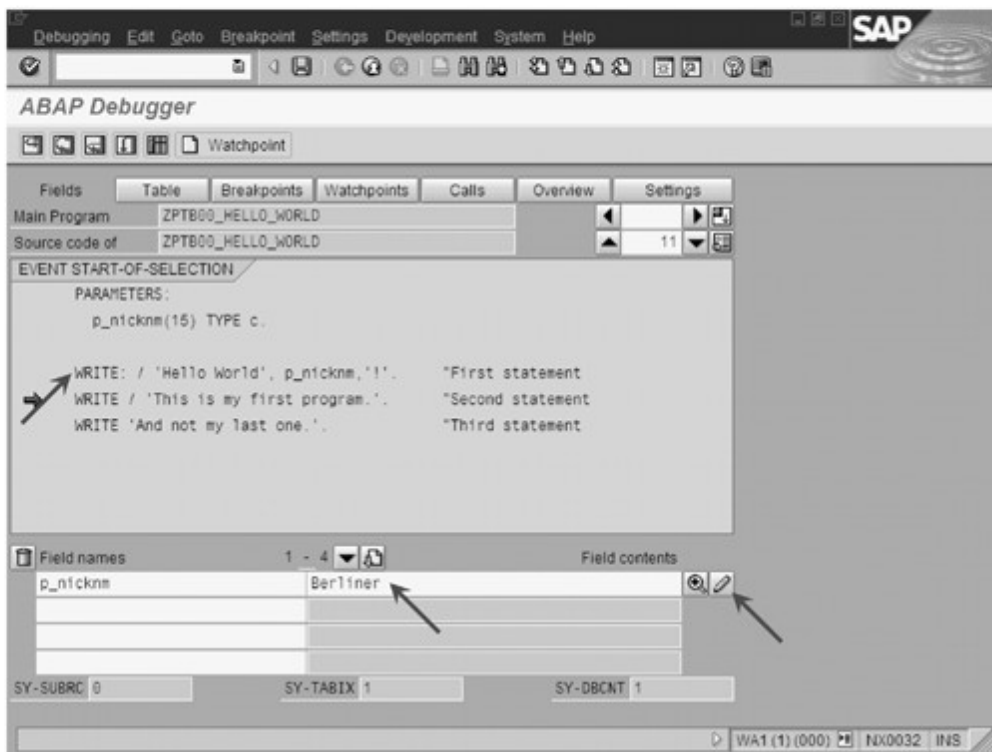 Debugging Edit Goto Breakpoint Settings Development System Help
SAP
ABAP Debugger
Watchpoint
Fields Table Breakpoints Watchpoints Calls Overview Settings
Main Program ZPTB00_HELLO_WORLD
Source code of ZPTB00_HELLO_WORLD 11
EVENT START-OF-SELECTION
PARAMETERS:
p_nicknm(15) TYPE c.
WRITE: / 'Hello World', p_nicknm,'!'. "First statement
WRITE / 'This is my first program.'. "Second statement
WRITE 'And not my last one.'. "Third statement
Field names 1 - 4 Field contents
p_nicknm Berliner
SY-SUBRC 0 SY-TABIX 1 SY-DBCNT 1
WA1 (1) (000) NX0032 INS